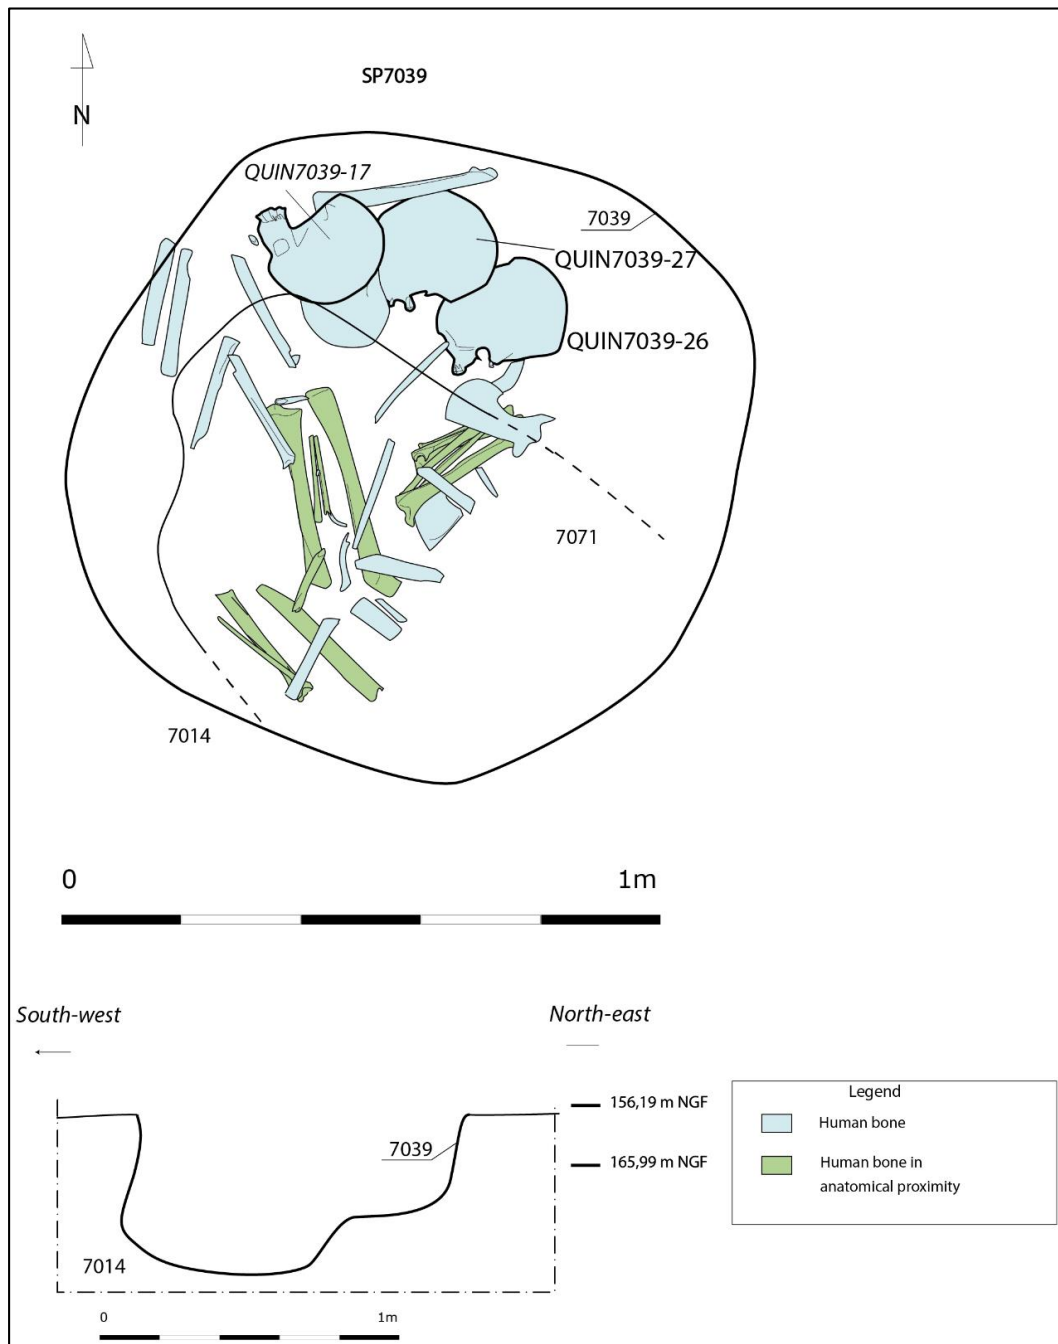 SP7039
N
QUIN7039-17
7039
QUIN7039-27
QUIN7039-26
7071
7014
0 1m
South-west North-east
156,19 m NGF
165,99 m NGF
7039
7014
0 1m
Legend
Human bone
Human bone in
anatomical proximity